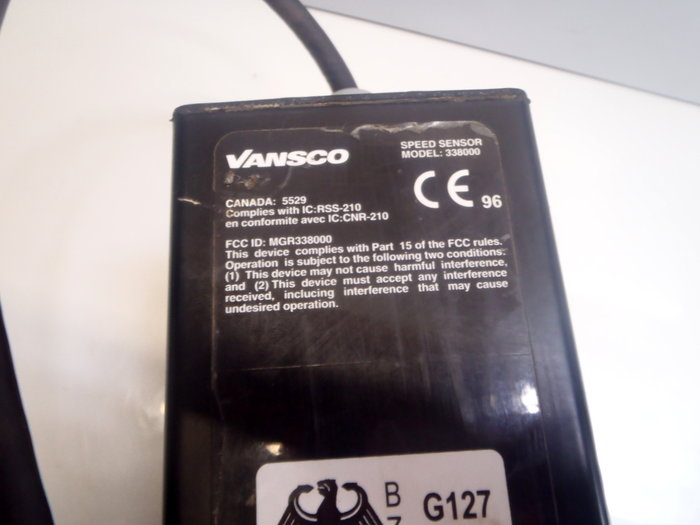 VANSCO
SPEED SENSOR
MODEL: 338000
CE 96
CANADA: 5529
Complies with IC:RSS-210
en conformite avec IC:CNR-210
FCC ID: MGR338000
This device complies with Part 15 of the FCC rules.
Operation is subject to the following two conditions:
(1) This device may not cause harmful interference,
and (2) This device must accept any interference
received, inclucing interference that may cause
undesired operation.
B G127
Z